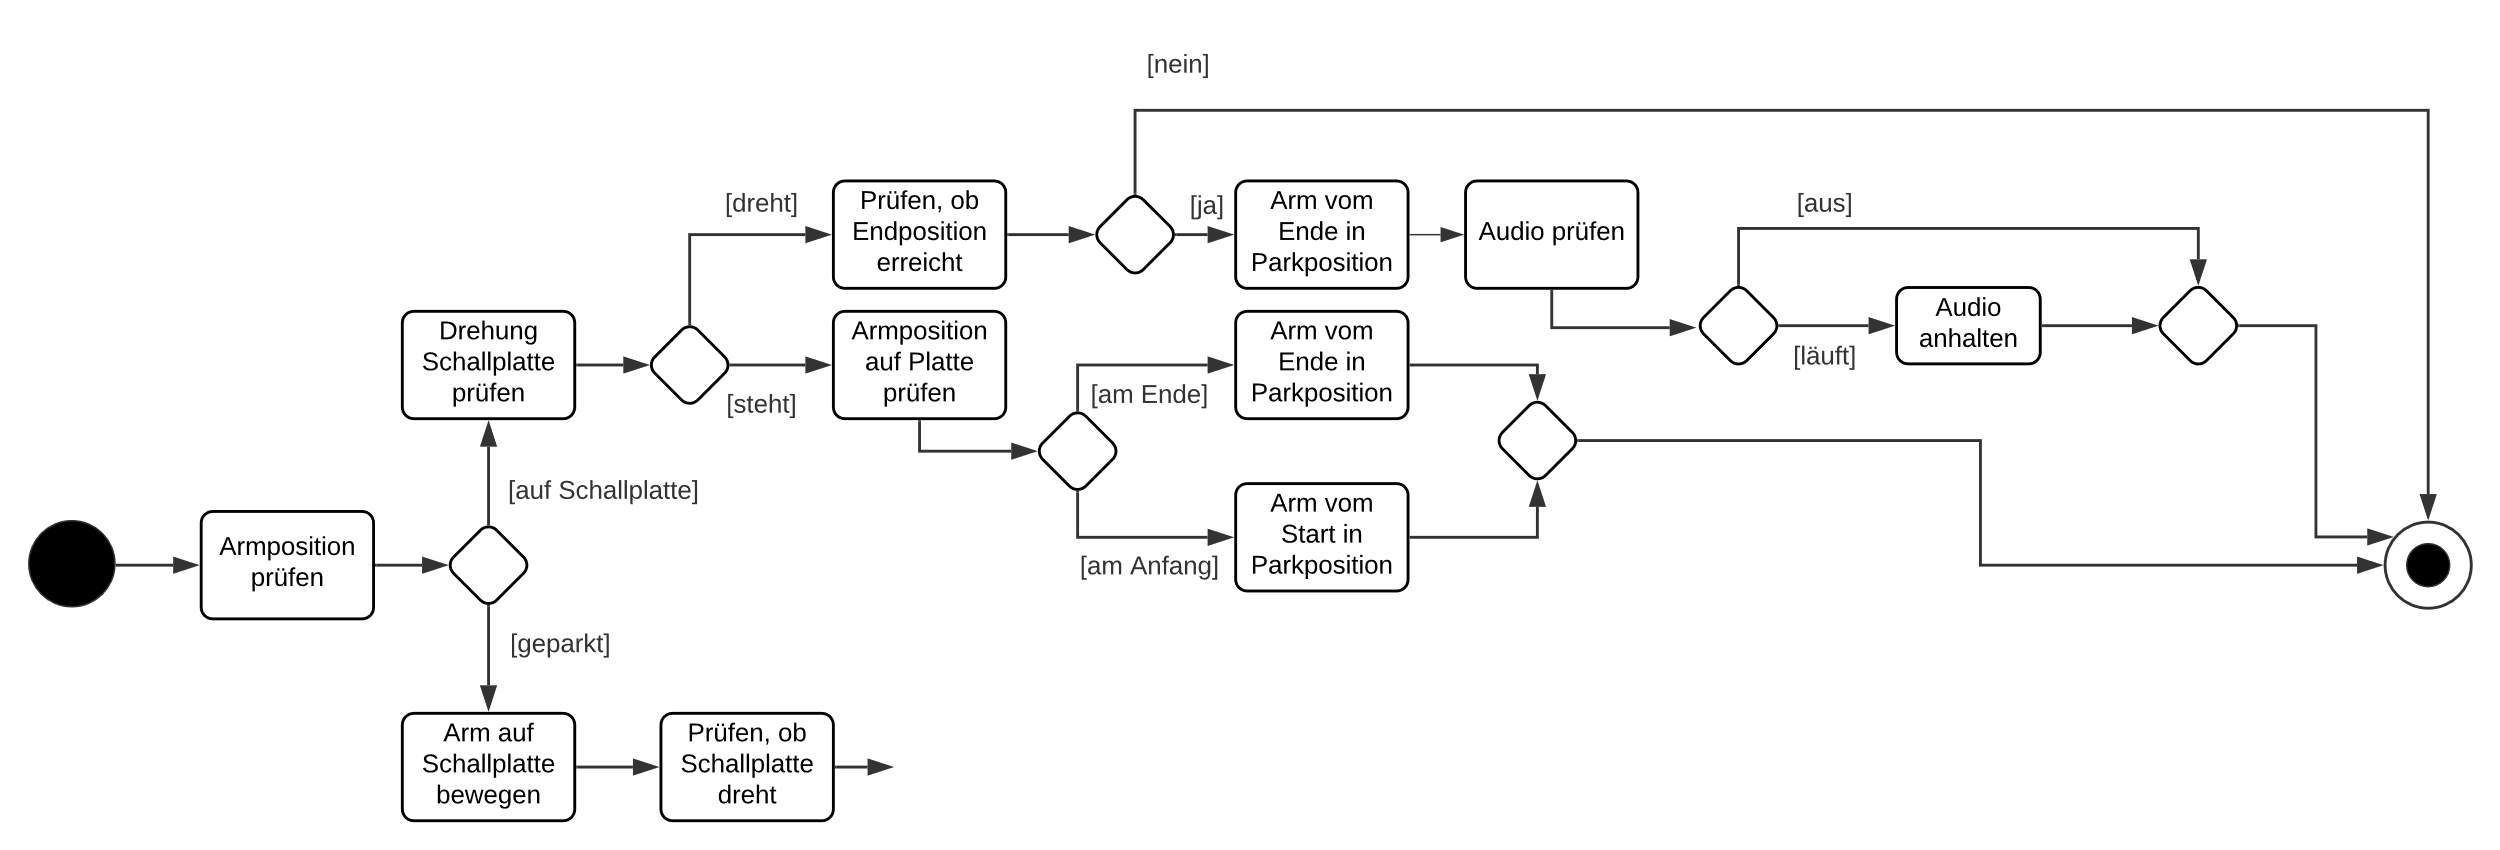 [nein]
[dreht]
Prüfen, ob
Endposition
erreicht
[ja]
Arm vom
Ende in
Parkposition
Audio prüfen
[aus]
Drehung
Schallplatte
prüfen
[steht]
Armposition
auf Platte
prüfen
[am Ende]
Arm vom
Ende in
Parkposition
[läuft]
Audio
anhalten
[auf Schallplatte]
Armposition
prüfen
[am Anfang]
Arm vom
Start in
Parkposition
[geparkt]
Arm auf
Schallplatte
bewegen
Prüfen, ob
Schallplatte
dreht